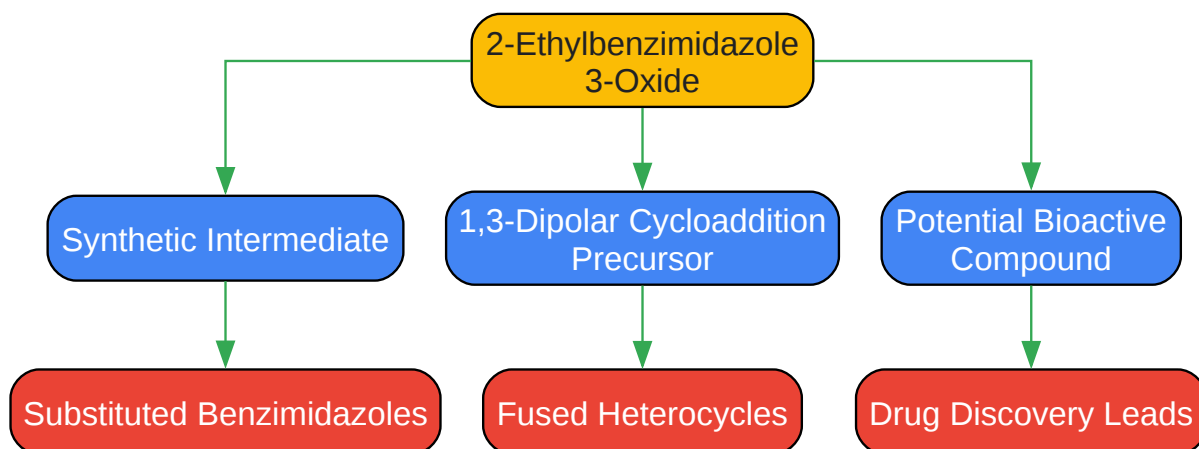 2-Ethylbenzimidazole
3-Oxide
Synthetic Intermediate
1,3-Dipolar Cycloaddition
Precursor
Potential Bioactive
Compound
Substituted Benzimidazoles
Fused Heterocycles
Drug Discovery Leads